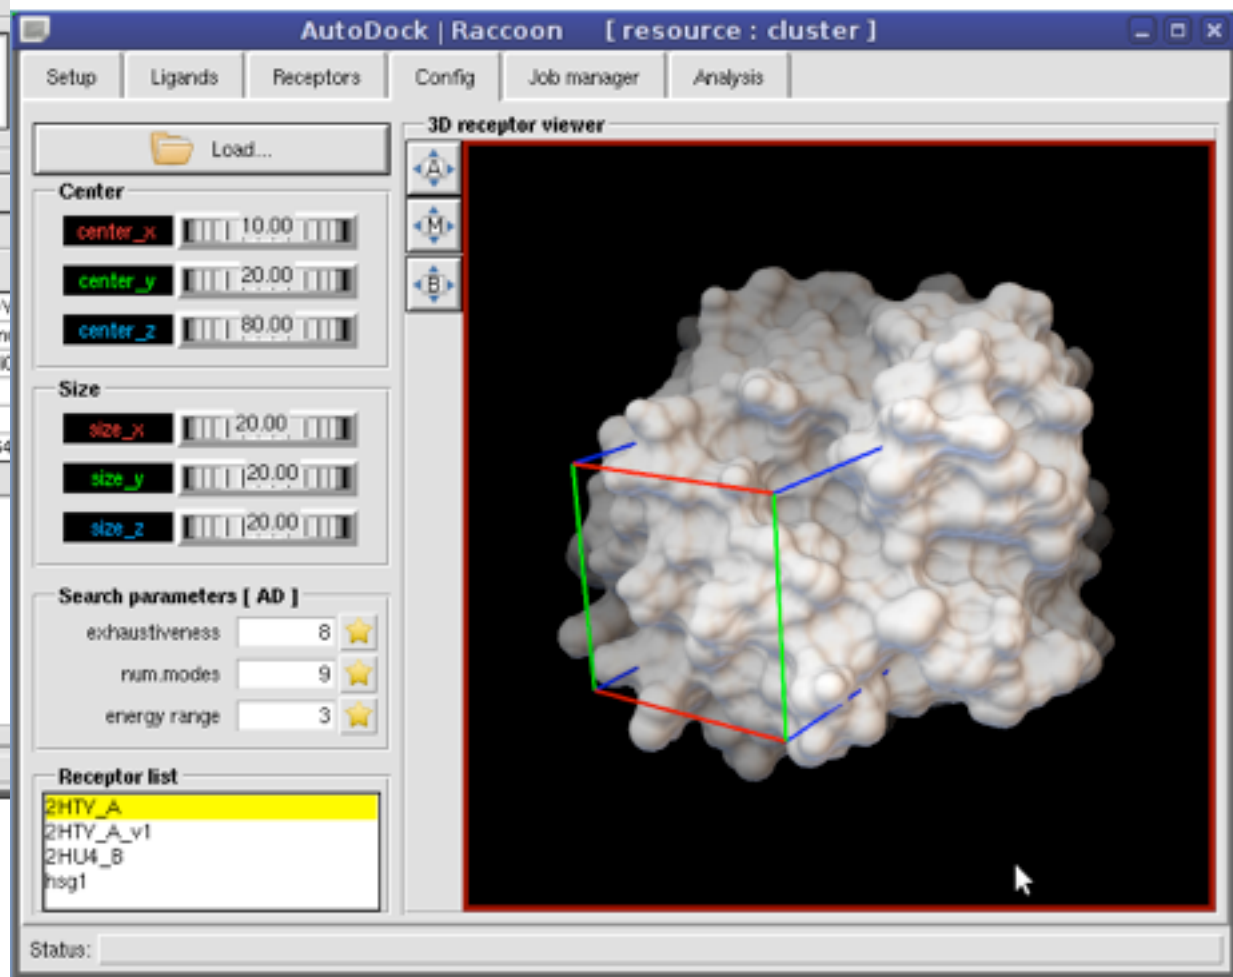 AutoDock | Raccoon [ resource : cluster ]
Setup Ligands Receptors Config Job manager Analysis
Load...
3D receptor viewer
A
M
B
Center
center_x 10.00
center_y 20.00
center_z 80.00
Size
size_x 20.00
size_y 20.00
size_z 20.00
Search parameters [ AD ]
exhaustiveness 8
num.modes 9
energy range 3
Receptor list
2HTV_A
2HTV_A_v1
2HU4_B
hsg1
Status: